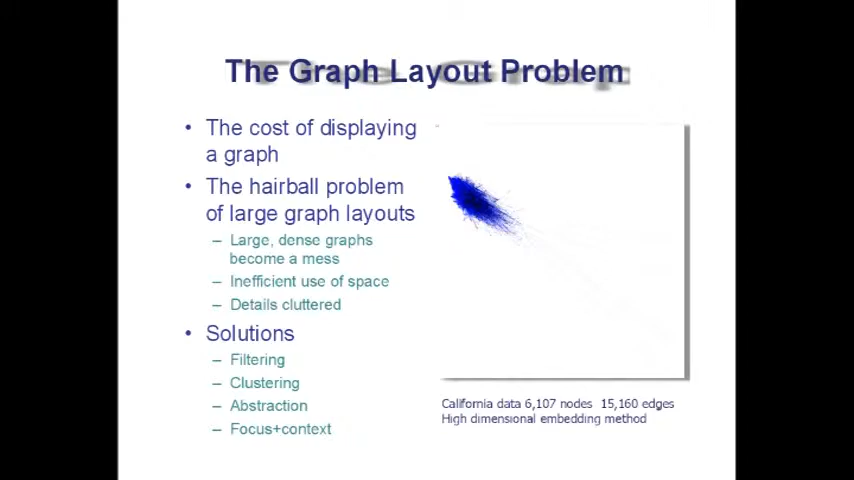 The Graph Layout Problem
• The cost of displaying
a graph
• The hairball problem
of large graph layouts
– Large, dense graphs
become a mess
– Inefficient use of space
– Details cluttered
• Solutions
– Filtering
– Clustering
– Abstraction
– Focus+context
California data 6,107 nodes 15,160 edges
High dimensional embedding method